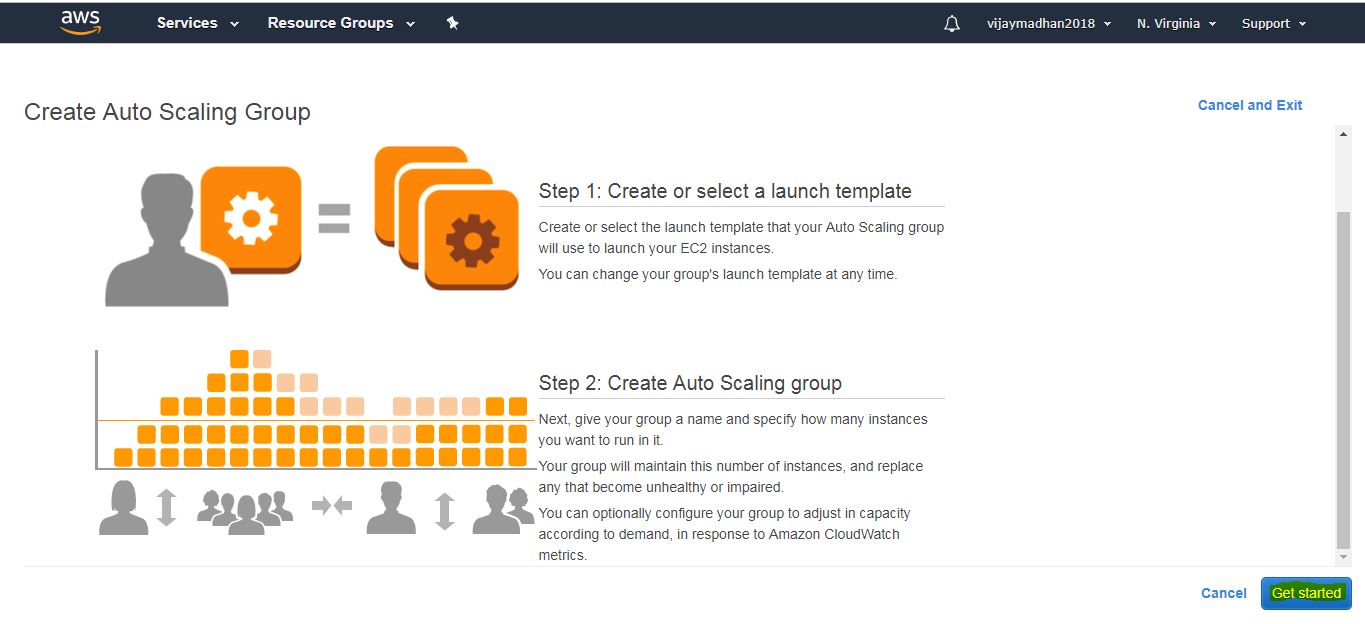 aws Services Resource Groups vijaymadhan2018 N. Virginia Support
Create Auto Scaling Group
Cancel and Exit
Step 1: Create or select a launch template
Create or select the launch template that your Auto Scaling group
will use to launch your EC2 instances.
You can change your group's launch template at any time.
Step 2: Create Auto Scaling group
Next, give your group a name and specify how many instances
you want to run in it.
Your group will maintain this number of instances, and replace
any that become unhealthy or impaired.
You can optionally configure your group to adjust in capacity
according to demand, in response to Amazon CloudWatch
metrics.
Cancel Get started